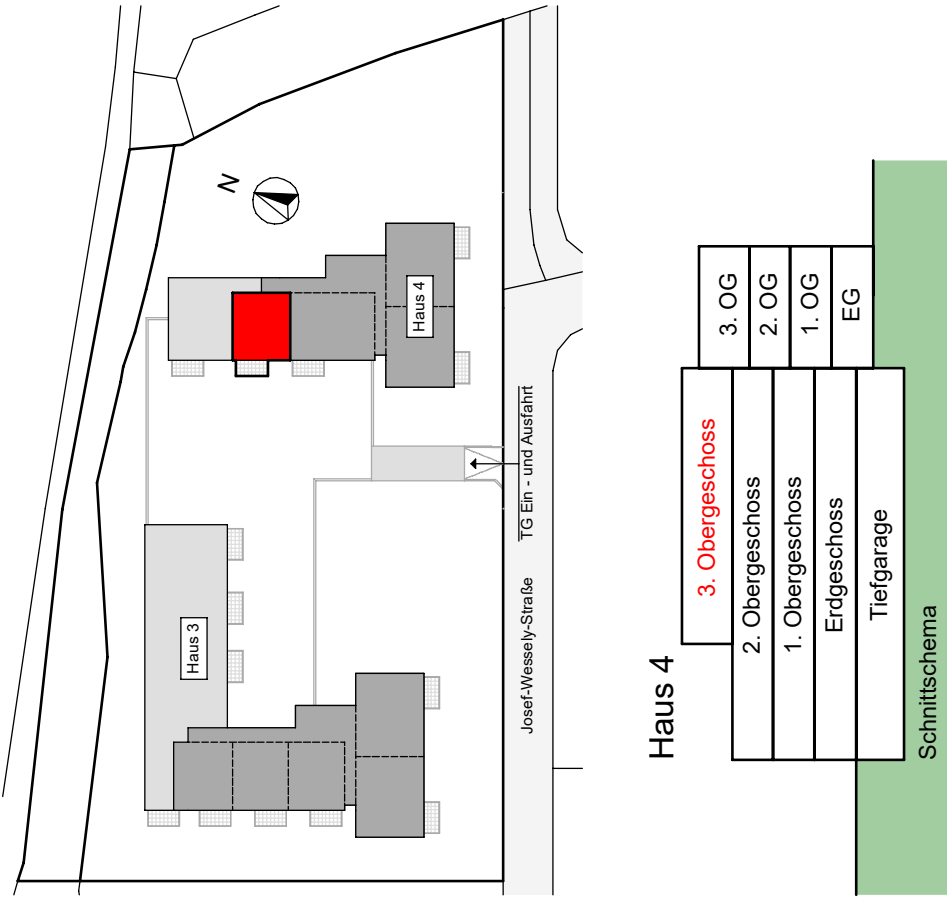 N
Haus 4
Haus 3
TG Ein - und Ausfahrt
Josef-Wessely-Straße
Haus 4
3. Obergeschoss
2. Obergeschoss
1. Obergeschoss
Erdgeschoss
Tiefgarage
3. OG
2. OG
1. OG
EG
Schnittschema